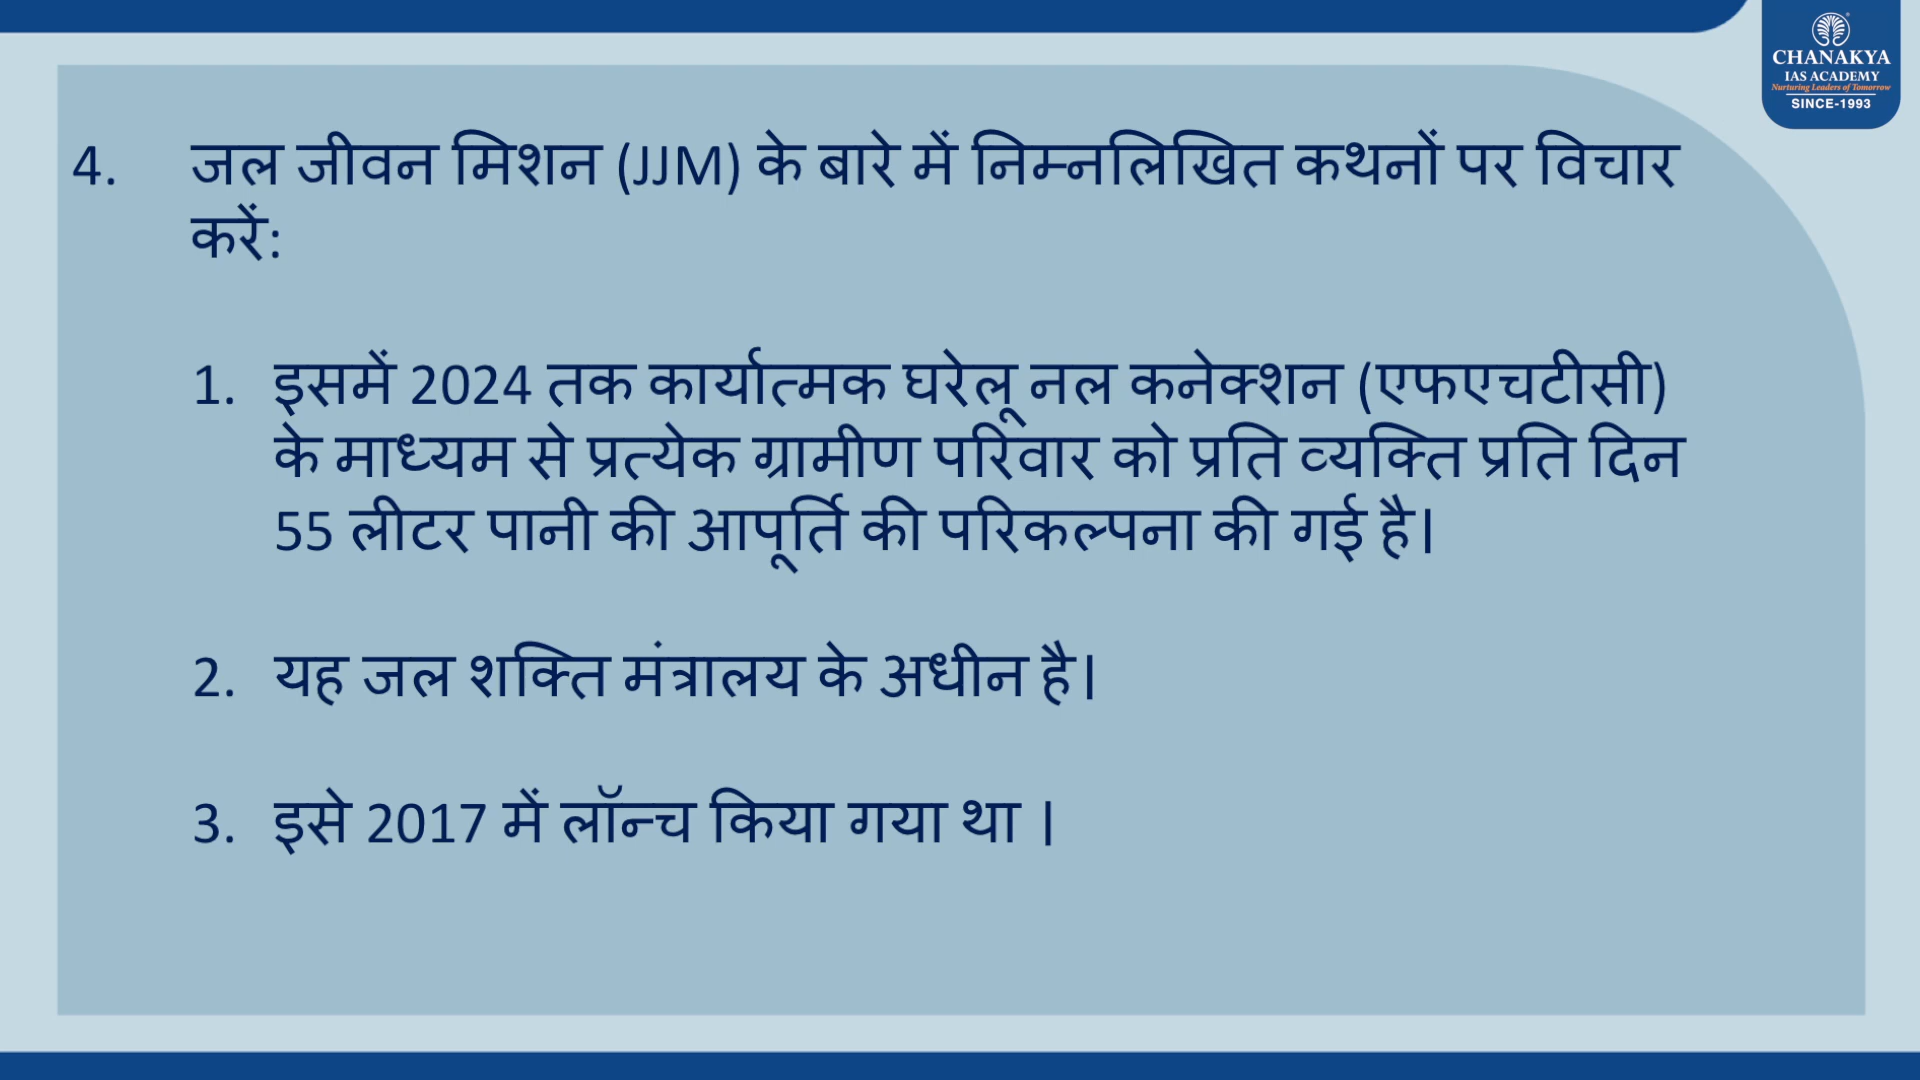 CHANAKYA
IAS ACADEMY
Nurturing Leaders of Tomorrow
SINCE-1993
4. जल जीवन मिशन (JJM) के बारे में निम्नलिखित कथनों पर विचार
करें:
1. इसमें 2024 तक कार्यात्मक घरेलू नल कनेक्शन (एफएचटीसी)
के माध्यम से प्रत्येक ग्रामीण परिवार को प्रति व्यक्ति प्रति दिन
55 लीटर पानी की आपूर्ति की परिकल्पना की गई है।
2. यह जल शक्ति मंत्रालय के अधीन है।
3. इसे 2017 में लॉन्च किया गया था ।